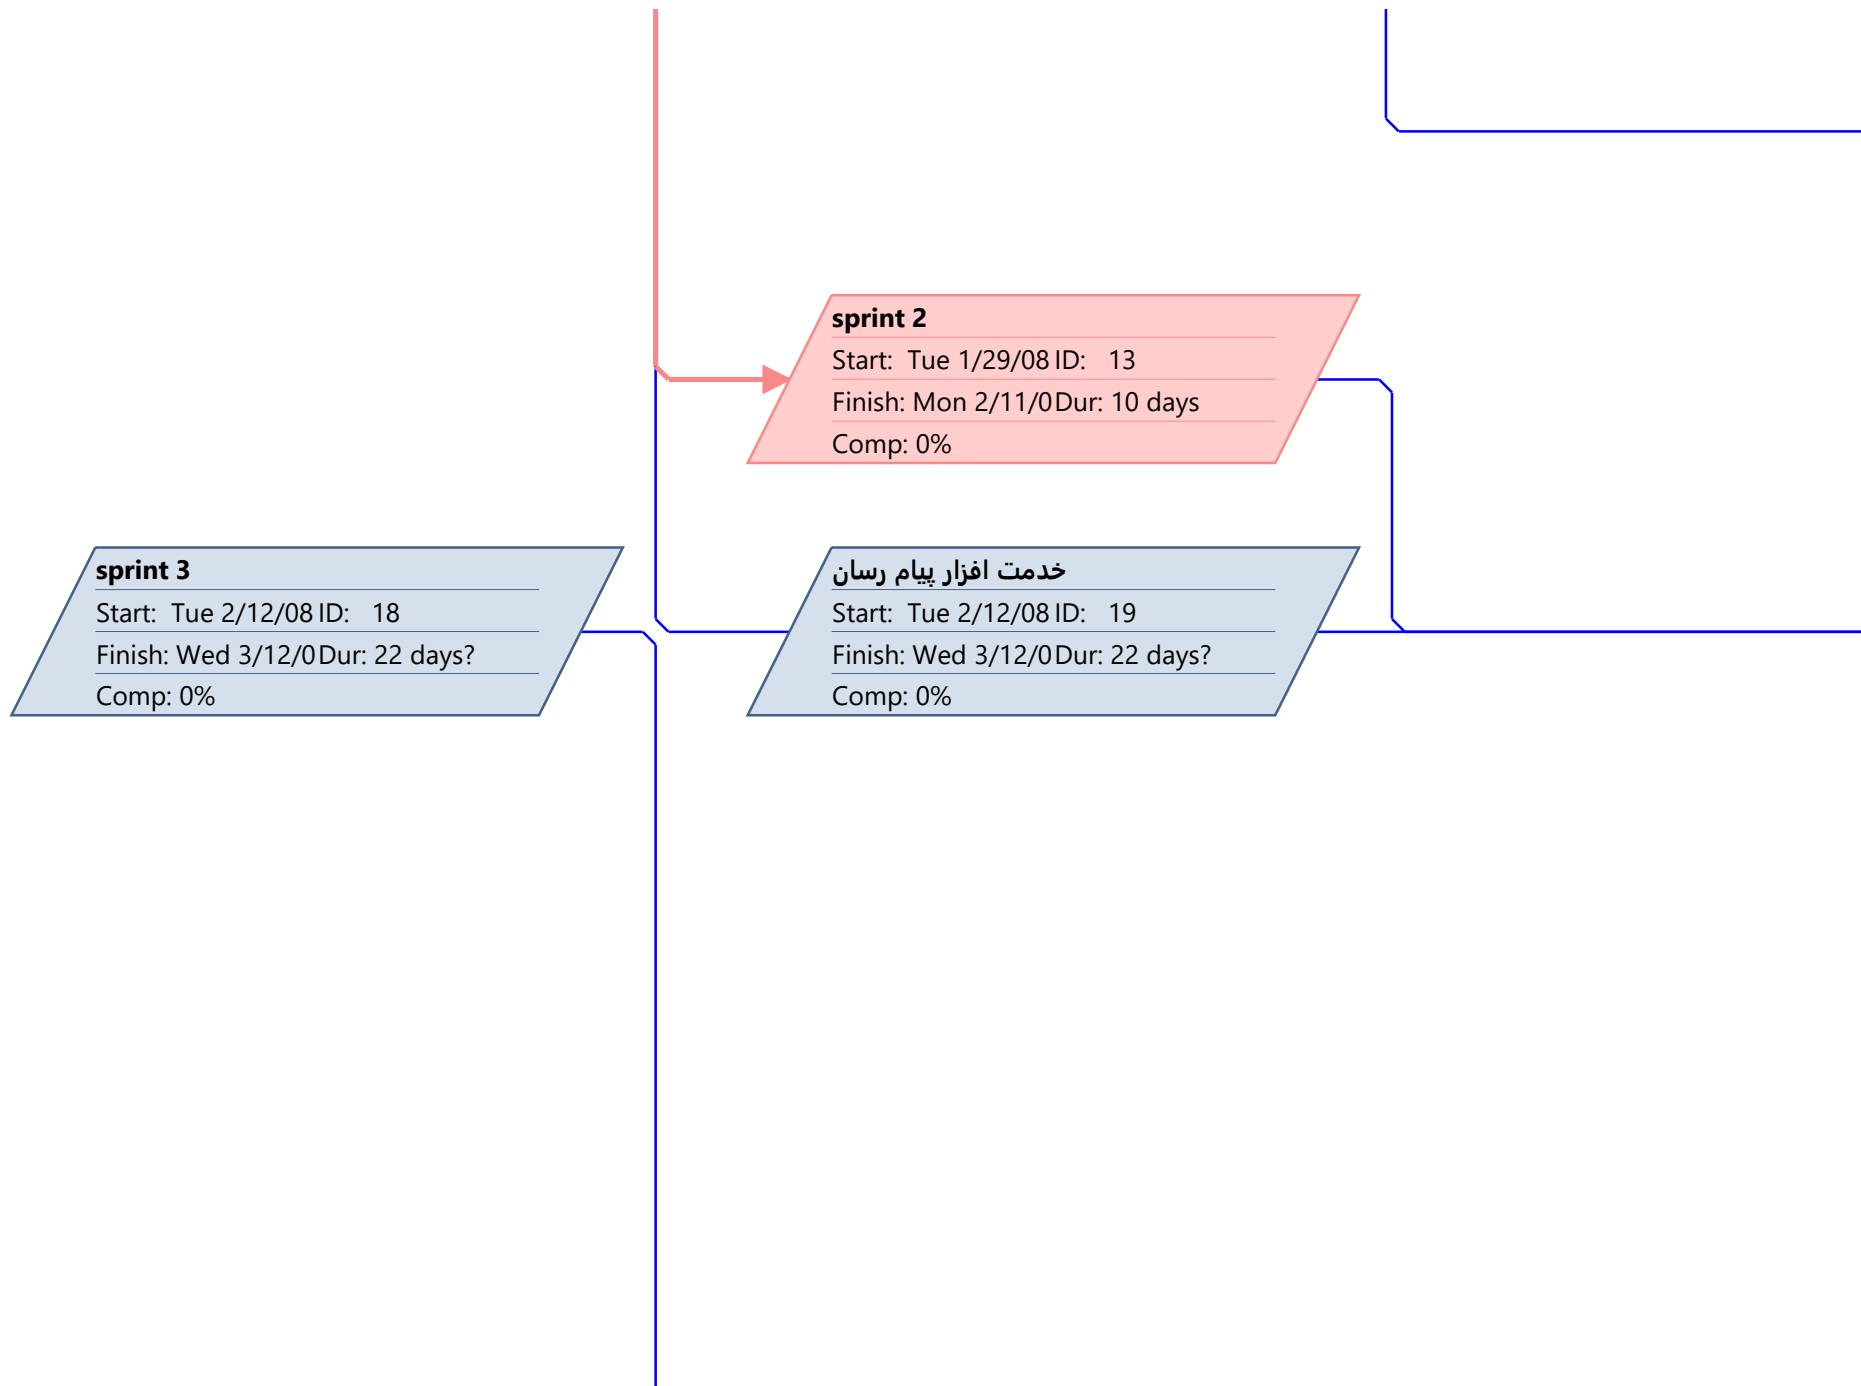 sprint 2
Start: Tue 1/29/08 ID: 13
Finish: Mon 2/11/0 Dur: 10 days
Comp: 0%
sprint 3
Start: Tue 2/12/08 ID: 18
Finish: Wed 3/12/0 Dur: 22 days?
Comp: 0%
خدمت افزار پیام رسان
Start: Tue 2/12/08 ID: 19
Finish: Wed 3/12/0 Dur: 22 days?
Comp: 0%